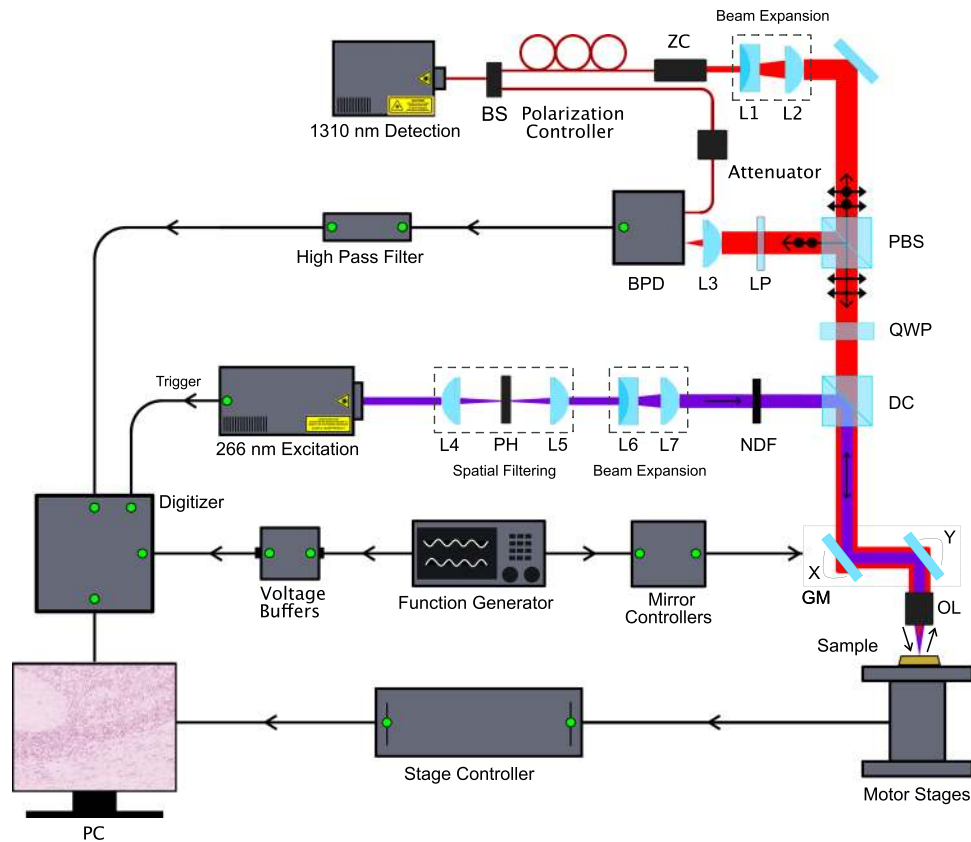 Beam Expansion
ZC
BS
Polarization
Controller
L1
L2
1310 nm Detection
Attenuator
PBS
High Pass Filter
BPD
L3
LP
QWP
Trigger
DC
266 nm Excitation
L4
PH
L5
L6
L7
NDF
Spatial Filtering
Beam Expansion
Digitizer
Y
X
GM
OL
Voltage
Buffers
Function Generator
Mirror
Controllers
Sample
Stage Controller
Motor Stages
PC